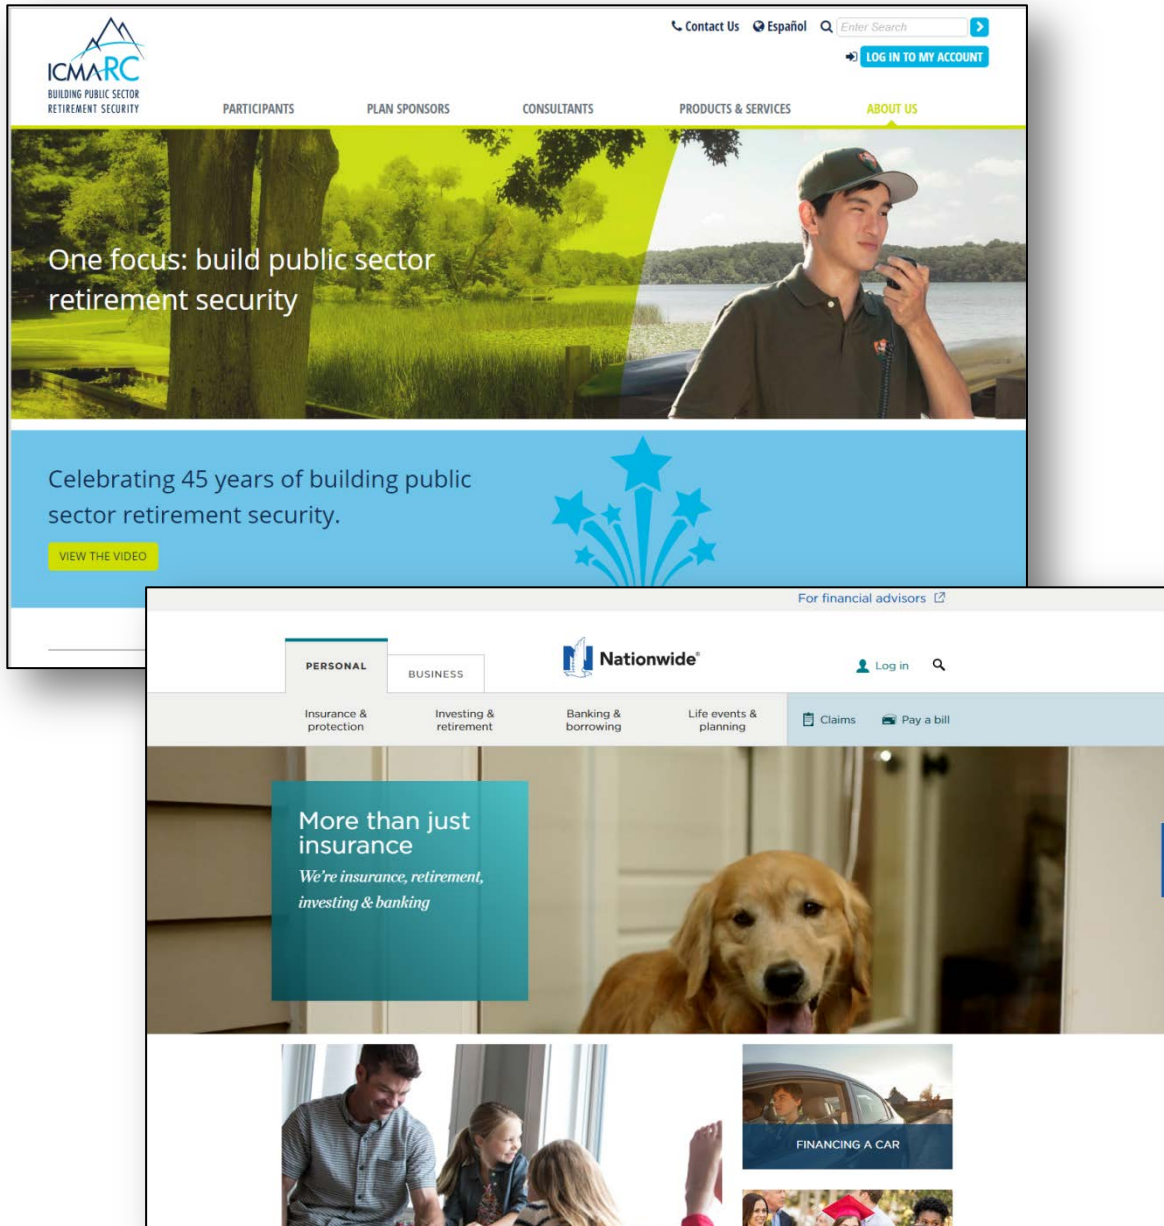 Contact Us
Español
Enter Search
LOG IN TO MY ACCOUNT
ICMARC
BUILDING PUBLIC SECTOR
RETIREMENT SECURITY
PARTICIPANTS
PLAN SPONSORS
CONSULTANTS
PRODUCTS & SERVICES
ABOUT US
One focus: build public sector
retirement security
Celebrating 45 years of building public
sector retirement security.
VIEW THE VIDEO
For financial advisors
PERSONAL
BUSINESS
Nationwide®
Log in
Insurance &
protection
Investing &
retirement
Banking &
borrowing
Life events &
planning
Claims
Pay a bill
More than just
insurance
We're insurance, retirement,
investing & banking
FINANCING A CAR